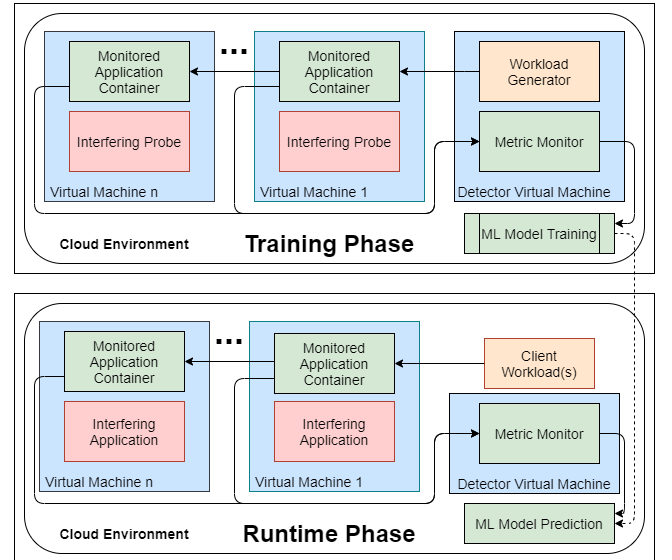 Monitored
Application
Container
...
Monitored
Application
Container
Workload
Generator
Interfering Probe
Interfering Probe
Metric Monitor
Virtual Machine n
Virtual Machine 1
Detector Virtual Machine
ML Model Training
Cloud Environment
Training Phase
Monitored
Application
Container
...
Monitored
Application
Container
Client
Workload(s)
Interfering
Application
Interfering
Application
Metric Monitor
Virtual Machine n
Virtual Machine 1
Detector Virtual Machine
ML Model Prediction
Cloud Environment
Runtime Phase